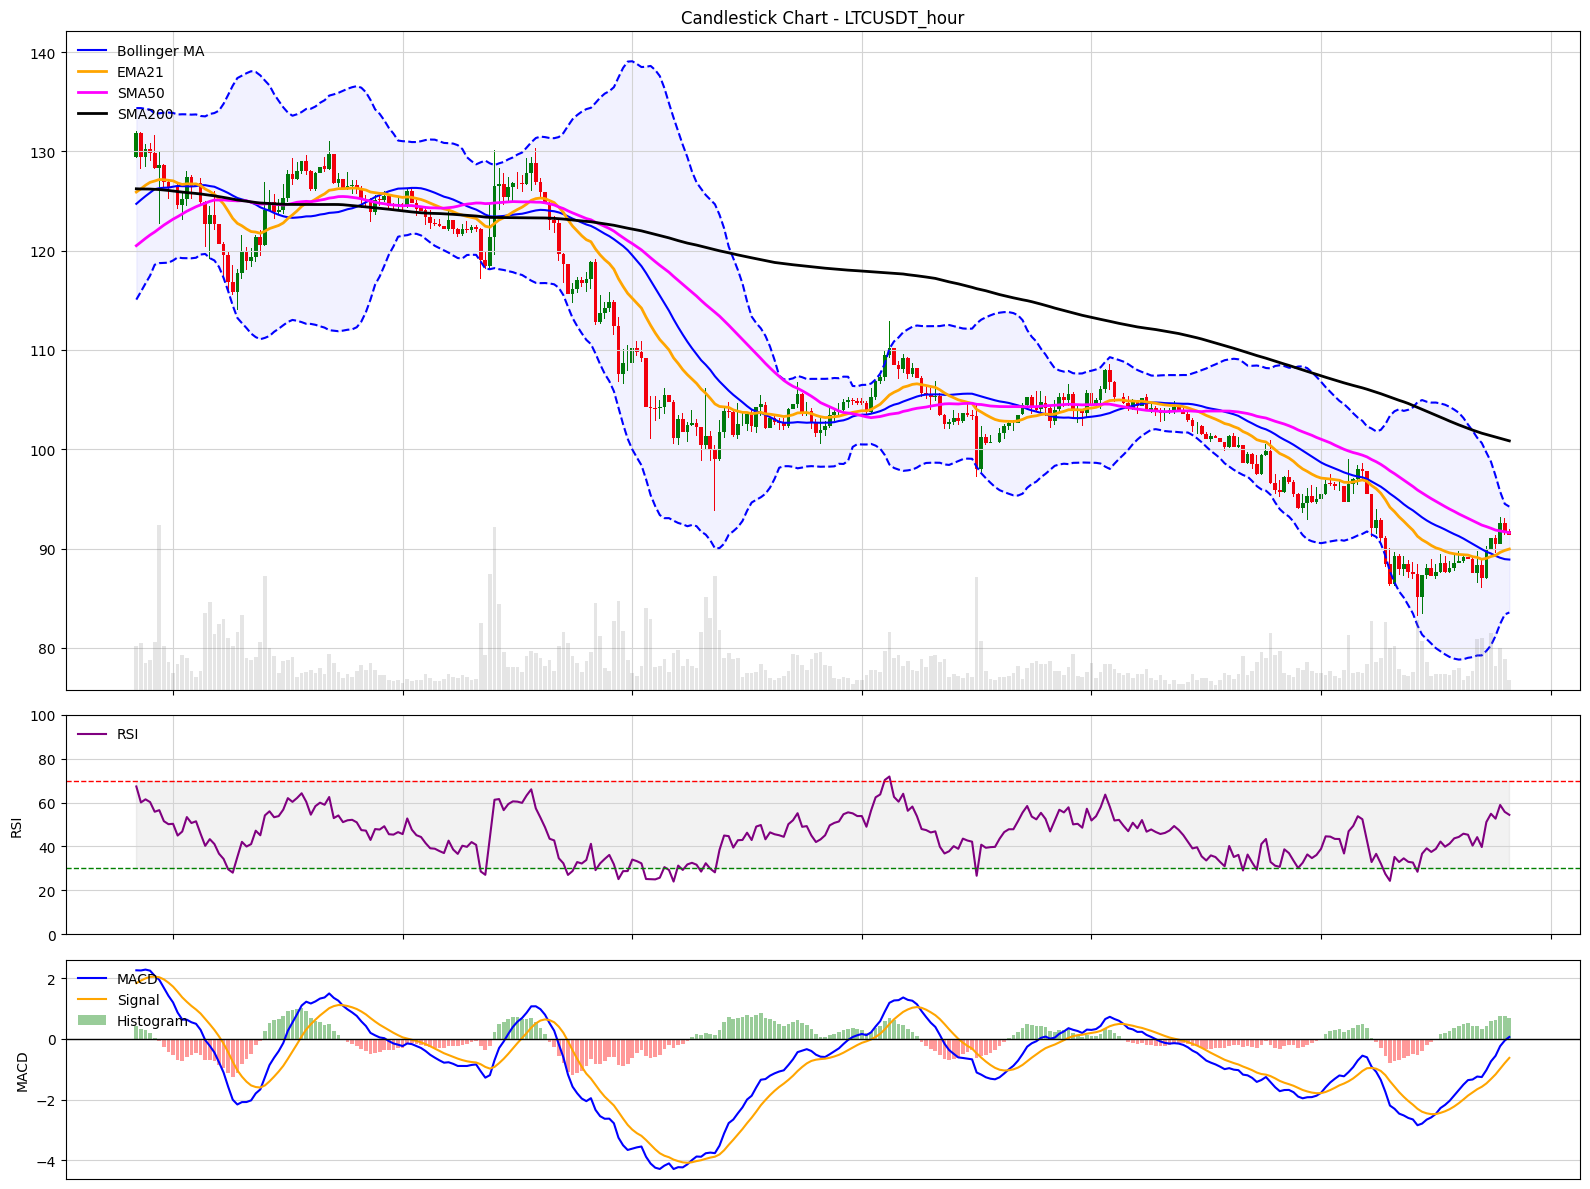 Candlestick Chart - LTCUSDT_hour
140
130
120
110
100
90
80
Bollinger MA
EMA21
SMA50
SMA200
100
80
60
40
20
0
RSI
RSI
2
0
−2
−4
MACD
MACD
Signal
Histogram